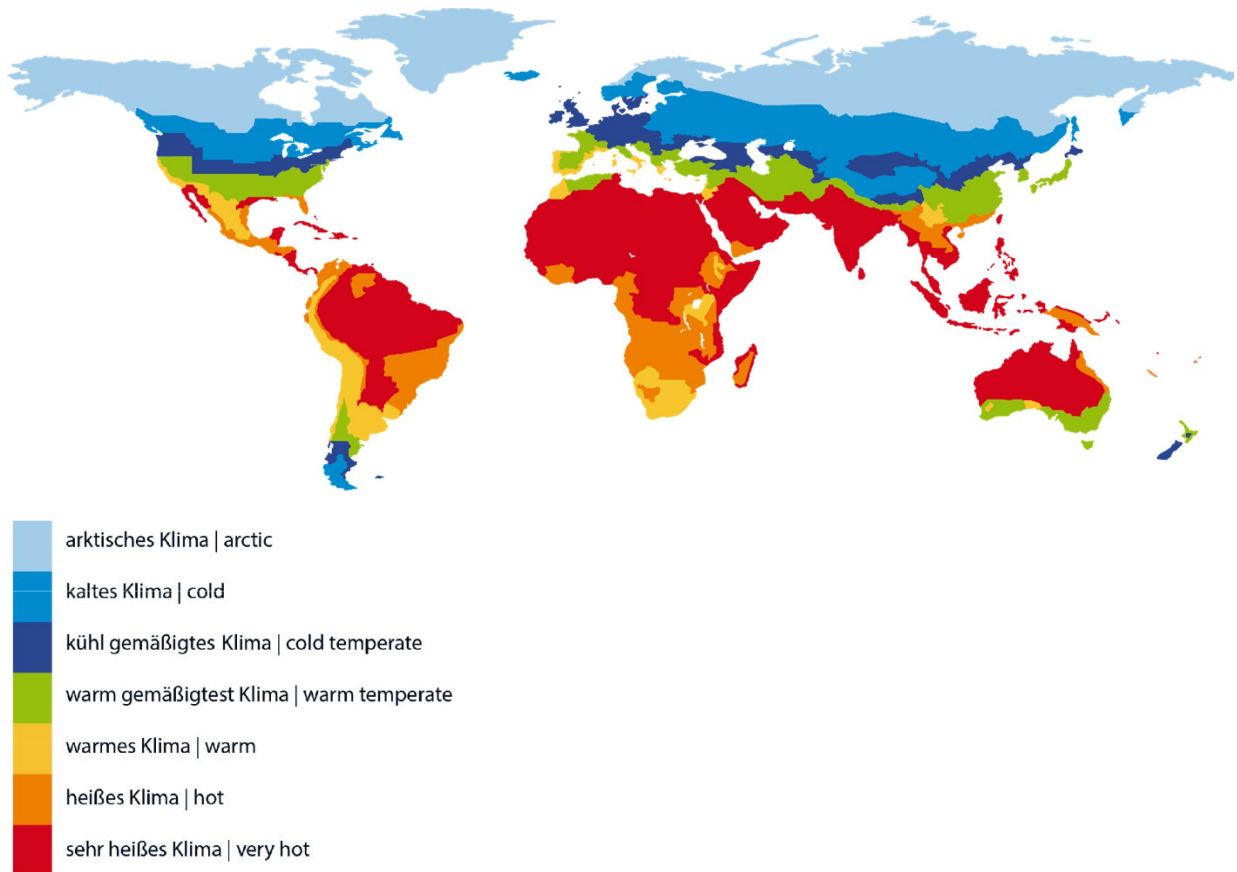 arktisches Klima | arctic
kaltes Klima | cold
kühl gemäßigtes Klima | cold temperate
warm gemäßigtest Klima | warm temperate
warmes Klima | warm
heißes Klima | hot
sehr heißes Klima | very hot